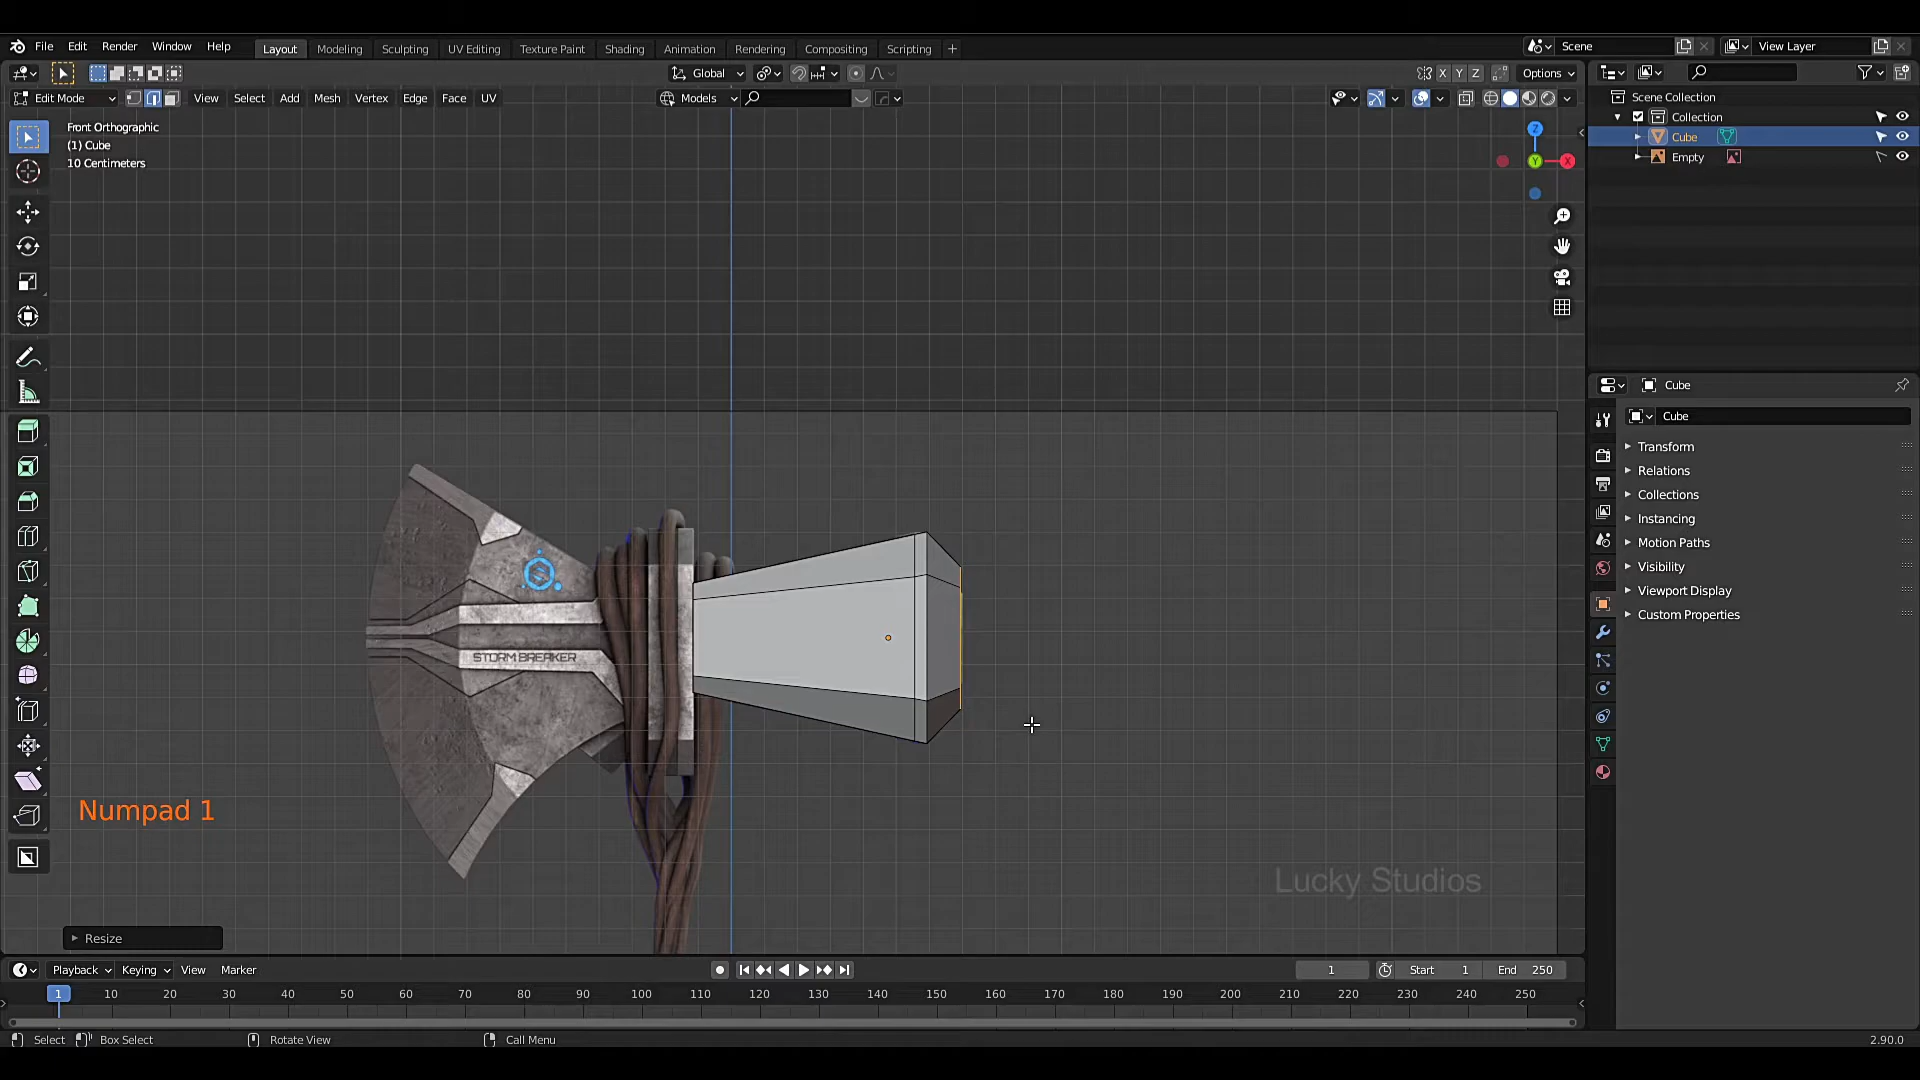 File Edit Render Window Help Layout Modeling Sculpting UV Editing Texture Paint Shading Animation Rendering Compositing Scripting + Scene View Layer
Global X Y Z Options
Edit Mode View Select Add Mesh Vertex Edge Face UV Models
Scene Collection
Collection
Cube
Empty
Front Orthographic
(1) Cube
10 Centimeters
Z
Y
X
Cube
Cube
Transform
Relations
Collections
Instancing
Motion Paths
Visibility
Viewport Display
Custom Properties
STORM BREAKER
Numpad 1
Lucky Studios
Resize
Playback Keying View Marker 1 Start 1 End 250
1 10 20 30 40 50 60 70 80 90 100 110 120 130 140 150 160 170 180 190 200 210 220 230 240 250
Select Box Select Rotate View Call Menu 2.90.0